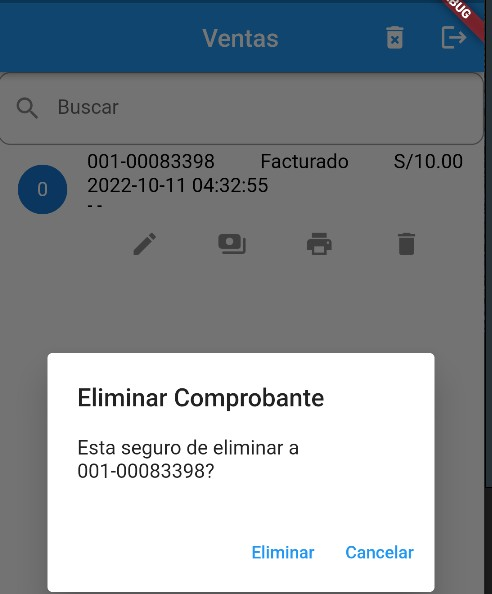 BUG
Ventas
Buscar
001-00083398 Facturado S/10.00
0
2022-10-11 04:32:55
- -
Eliminar Comprobante
Esta seguro de eliminar a
001-00083398?
Eliminar Cancelar